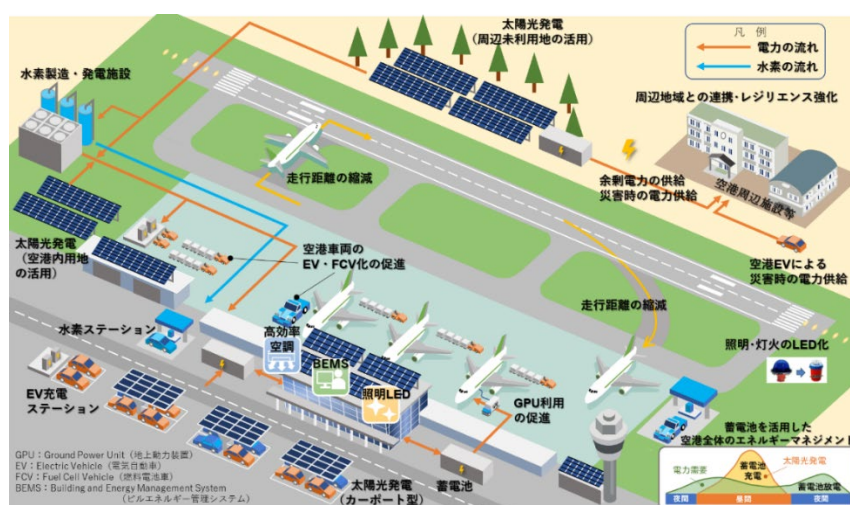 太陽光発電
(周辺未利用地の活用)
凡 例
電力の流れ
水素の流れ
水素製造・発電施設
周辺地域との連携・レジリエンス強化
走行距離の縮減
余剰電力の供給
災害時の電力供給
空港周辺施設等
太陽光発電
(空港内用地
の活用)
空港車両の
EV・FCV化の促進
空港EVによる
災害時の電力供給
走行距離の縮減
水素ステーション
高効率
空調
BEMS
照明LED
照明・灯火のLED化
EV充電
ステーション
GPU利用
の促進
蓄電池を活用した
空港全体のエネルギーマネジメント
GPU:Ground Power Unit(地上動力装置)
EV:Electric Vehicle(電気自動車)
FCV:Fuel Cell Vehicle(燃料電池車)
BEMS:Building and Energy Management System
(ビルエネルギー管理システム)
太陽光発電
(カーポート型)
蓄電池
電力需要
蓄電池
充電
太陽光発電
蓄電池放電
夜間
昼間
夜間